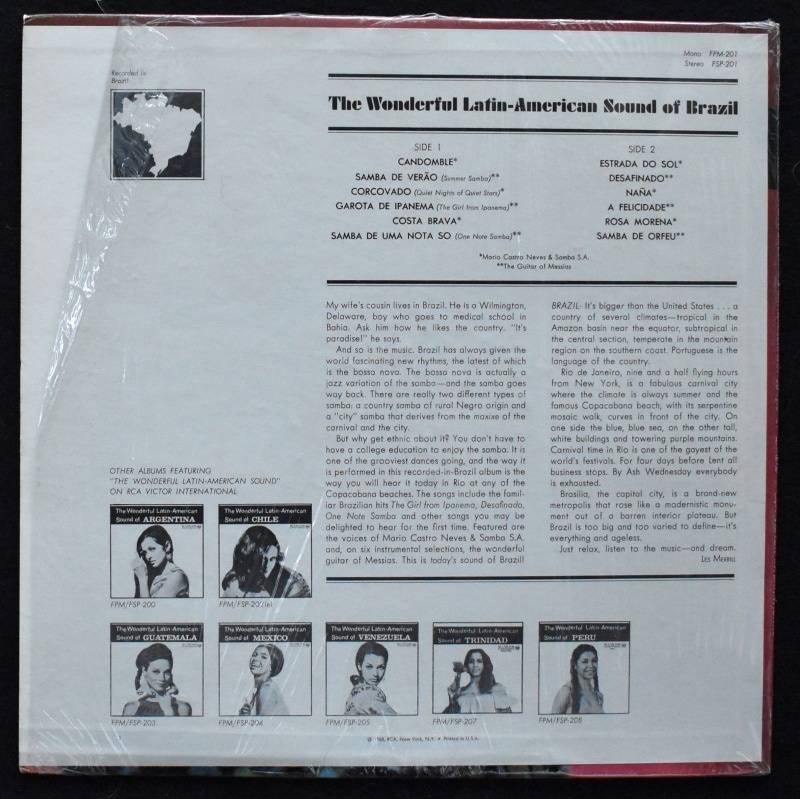 Mono FPM-201
Stereo FSP-201
Recorded in
Brazil
The Wonderful Latin-American Sound of Brazil
SIDE 1
CANDOMBLE*
SAMBA DE VERÃO (Summer Samba)**
CORCOVADO (Quiet Nights of Quiet Stars)*
GAROTA DE IPANEMA (The Girl from Ipanema)**
COSTA BRAVA*
SAMBA DE UMA NOTA SO (One Note Samba)**
SIDE 2
ESTRADA DO SOL*
DESAFINADO**
NAÑA*
A FELICIDADE**
ROSA MORENA*
SAMBA DE ORFEU**
*Mario Castro Neves & Samba S.A.
**The Guitar of Messias
My wife's cousin lives in Brazil. He is a Wilmington,
Delaware, boy who goes to medical school in
Bahia. Ask him how he likes the country. "It's
paradise!" he says.
And so is the music. Brazil has always given the
world fascinating new rhythms, the latest of which
is the bossa nova. The bossa nova is actually a
jazz variation of the samba—and the samba goes
way back. There are really two different types of
samba: a country samba of rural Negro origin and
a "city" samba that derives from the maxixe of the
carnival and the city.
But why get ethnic about it? You don't have to
have a college education to enjoy the samba. It is
one of the grooviest dances going, and the way it
is performed in this recorded-in-Brazil album is the
way you will hear it today in Rio at any of the
Copacabana beaches. The songs include the famil-
iar Brazilian hits The Girl from Ipanema, Desafinado,
One Note Samba and other songs you may be
delighted to hear for the first time. Featured are
the voices of Mario Castro Neves & Samba S.A.
and, on six instrumental selections, the wonderful
guitar of Messias. This is today's sound of Brazil!
BRAZIL: It's bigger than the United States . . . a
country of several climates—tropical in the
Amazon basin near the equator, subtropical in
the central section, temperate in the mountain
region on the southern coast. Portuguese is the
language of the country.
Rio de Janeiro, nine and a half flying hours
from New York, is a fabulous carnival city
where the climate is always summer and the
famous Copacabana beach, with its serpentine
mosaic walk, curves in front of the city. On
one side the blue, blue sea, on the other tall,
white buildings and towering purple mountains.
Carnival time in Rio is one of the gayest of the
world's festivals. For four days before Lent all
business stops. By Ash Wednesday everybody
is exhausted.
Brasilia, the capital city, is a brand-new
metropolis that rose like a modernistic monu-
ment out of a barren interior plateau. But
Brazil is too big and too varied to define—it's
everything and ageless.
Just relax, listen to the music—and dream.
LES MERRILL
OTHER ALBUMS FEATURING
"THE WONDERFUL LATIN-AMERICAN SOUND"
ON RCA VICTOR INTERNATIONAL
The Wonderful Latin-American
Sound of ARGENTINA
FPM/FSP-200
The Wonderful Latin-American
Sound of CHILE
The Wonderful Latin-American
Sound of GUATEMALA
FPM/FSP-203
The Wonderful Latin-American
Sound of MEXICO
FPM/FSP-204
The Wonderful Latin-American
Sound of VENEZUELA
FPM/FSP-205
The Wonderful Latin-American
Sound of TRINIDAD
FPM/FSP-207
The Wonderful Latin-American
Sound of PERU
FPM/FSP-208
RCA, New York, N.Y. • Printed in U.S.A.